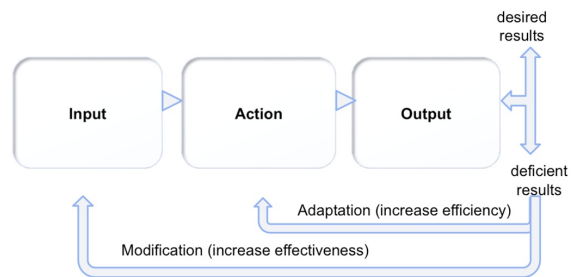 desired
results
Input
Action
Output
deficient
results
Adaptation (increase efficiency)
Modification (increase effectiveness)